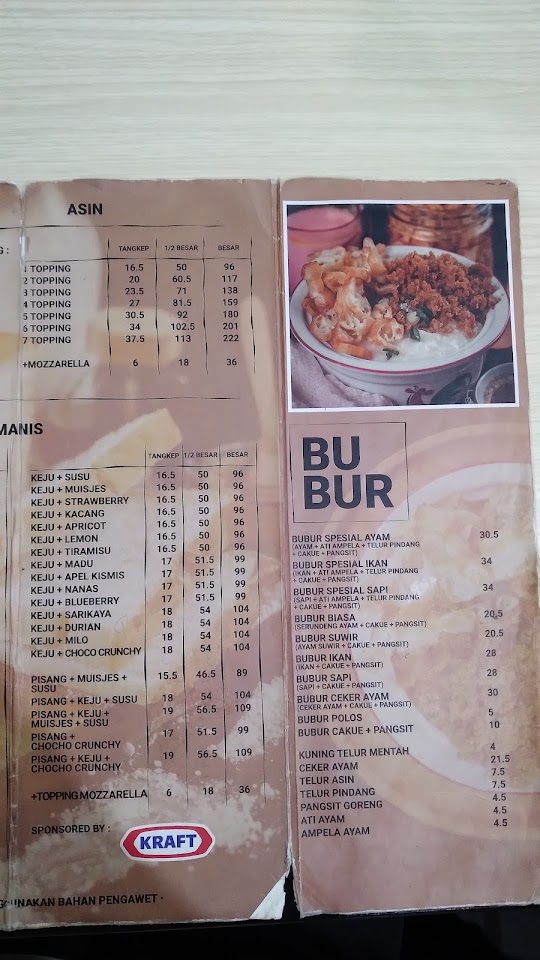 ASIN
G :
TANGKEP 1/2 BESAR BESAR
1 TOPPING 16.5 50 96
2 TOPPING 20 60.5 117
3 TOPPING 23.5 71 138
4 TOPPING 27 81.5 159
5 TOPPING 30.5 92 180
6 TOPPING 34 102.5 201
7 TOPPING 37.5 113 222
+MOZZARELLA 6 18 36
MANIS
TANGKEP 1/2 BESAR BESAR
KEJU + SUSU 16.5 50 96
KEJU + MUISJES 16.5 50 96
KEJU + STRAWBERRY 16.5 50 96
KEJU + KACANG 16.5 50 96
KEJU + APRICOT 16.5 50 96
KEJU + LEMON 16.5 50 96
KEJU + TIRAMISU 16.5 50 96
KEJU + MADU 17 51.5 99
KEJU + APEL KISMIS 17 51.5 99
KEJU + NANAS 17 51.5 99
KEJU + BLUEBERRY 17 51.5 99
KEJU + SARIKAYA 18 54 104
KEJU + DURIAN 18 54 104
KEJU + MILO 18 54 104
KEJU + CHOCO CRUNCHY 18 54 104
PISANG + MUISJES + 15.5 46.5 89
SUSU
PISANG + KEJU + SUSU 18 54 104
PISANG + KEJU + 19 56.5 109
MUISJES + SUSU
PISANG + 17 51.5 99
CHOCHO CRUNCHY
PISANG + KEJU + 19 56.5 109
CHOCHO CRUNCHY
+TOPPING MOZZARELLA 6 18 36
SPONSORED BY :
KRAFT
GGUNAKAN BAHAN PENGAWET ·
BU
BUR
BUBUR SPESIAL AYAM 30.5
(AYAM + ATI AMPELA + TELUR PINDANG
+ CAKUE + PANGSIT)
BUBUR SPESIAL IKAN 34
(IKAN + ATI AMPELA + TELUR PINDANG
+ CAKUE + PANGSIT)
BUBUR SPESIAL SAPI 34
(SAPI + ATI AMPELA + TELUR PINDANG
+ CAKUE + PANGSIT)
BUBUR BIASA 20,5
(SERUNDENG AYAM + CAKUE + PANGSIT)
BUBUR SUWIR 20.5
(AYAM SUWIR + CAKUE + PANGSIT)
BUBUR IKAN 28
(IKAN + CAKUE + PANGSIT)
BUBUR SAPI 28
(SAPI + CAKUE + PANGSIT)
BUBUR CEKER AYAM 30
(CEKER AYAM + CAKUE + PANGSIT)
BUBUR POLOS 5
BUBUR CAKUE + PANGSIT 10
KUNING TELUR MENTAH 4
CEKER AYAM 21.5
TELUR ASIN 7.5
TELUR PINDANG 7.5
PANGSIT GORENG 4.5
ATI AYAM 4.5
AMPELA AYAM 4.5